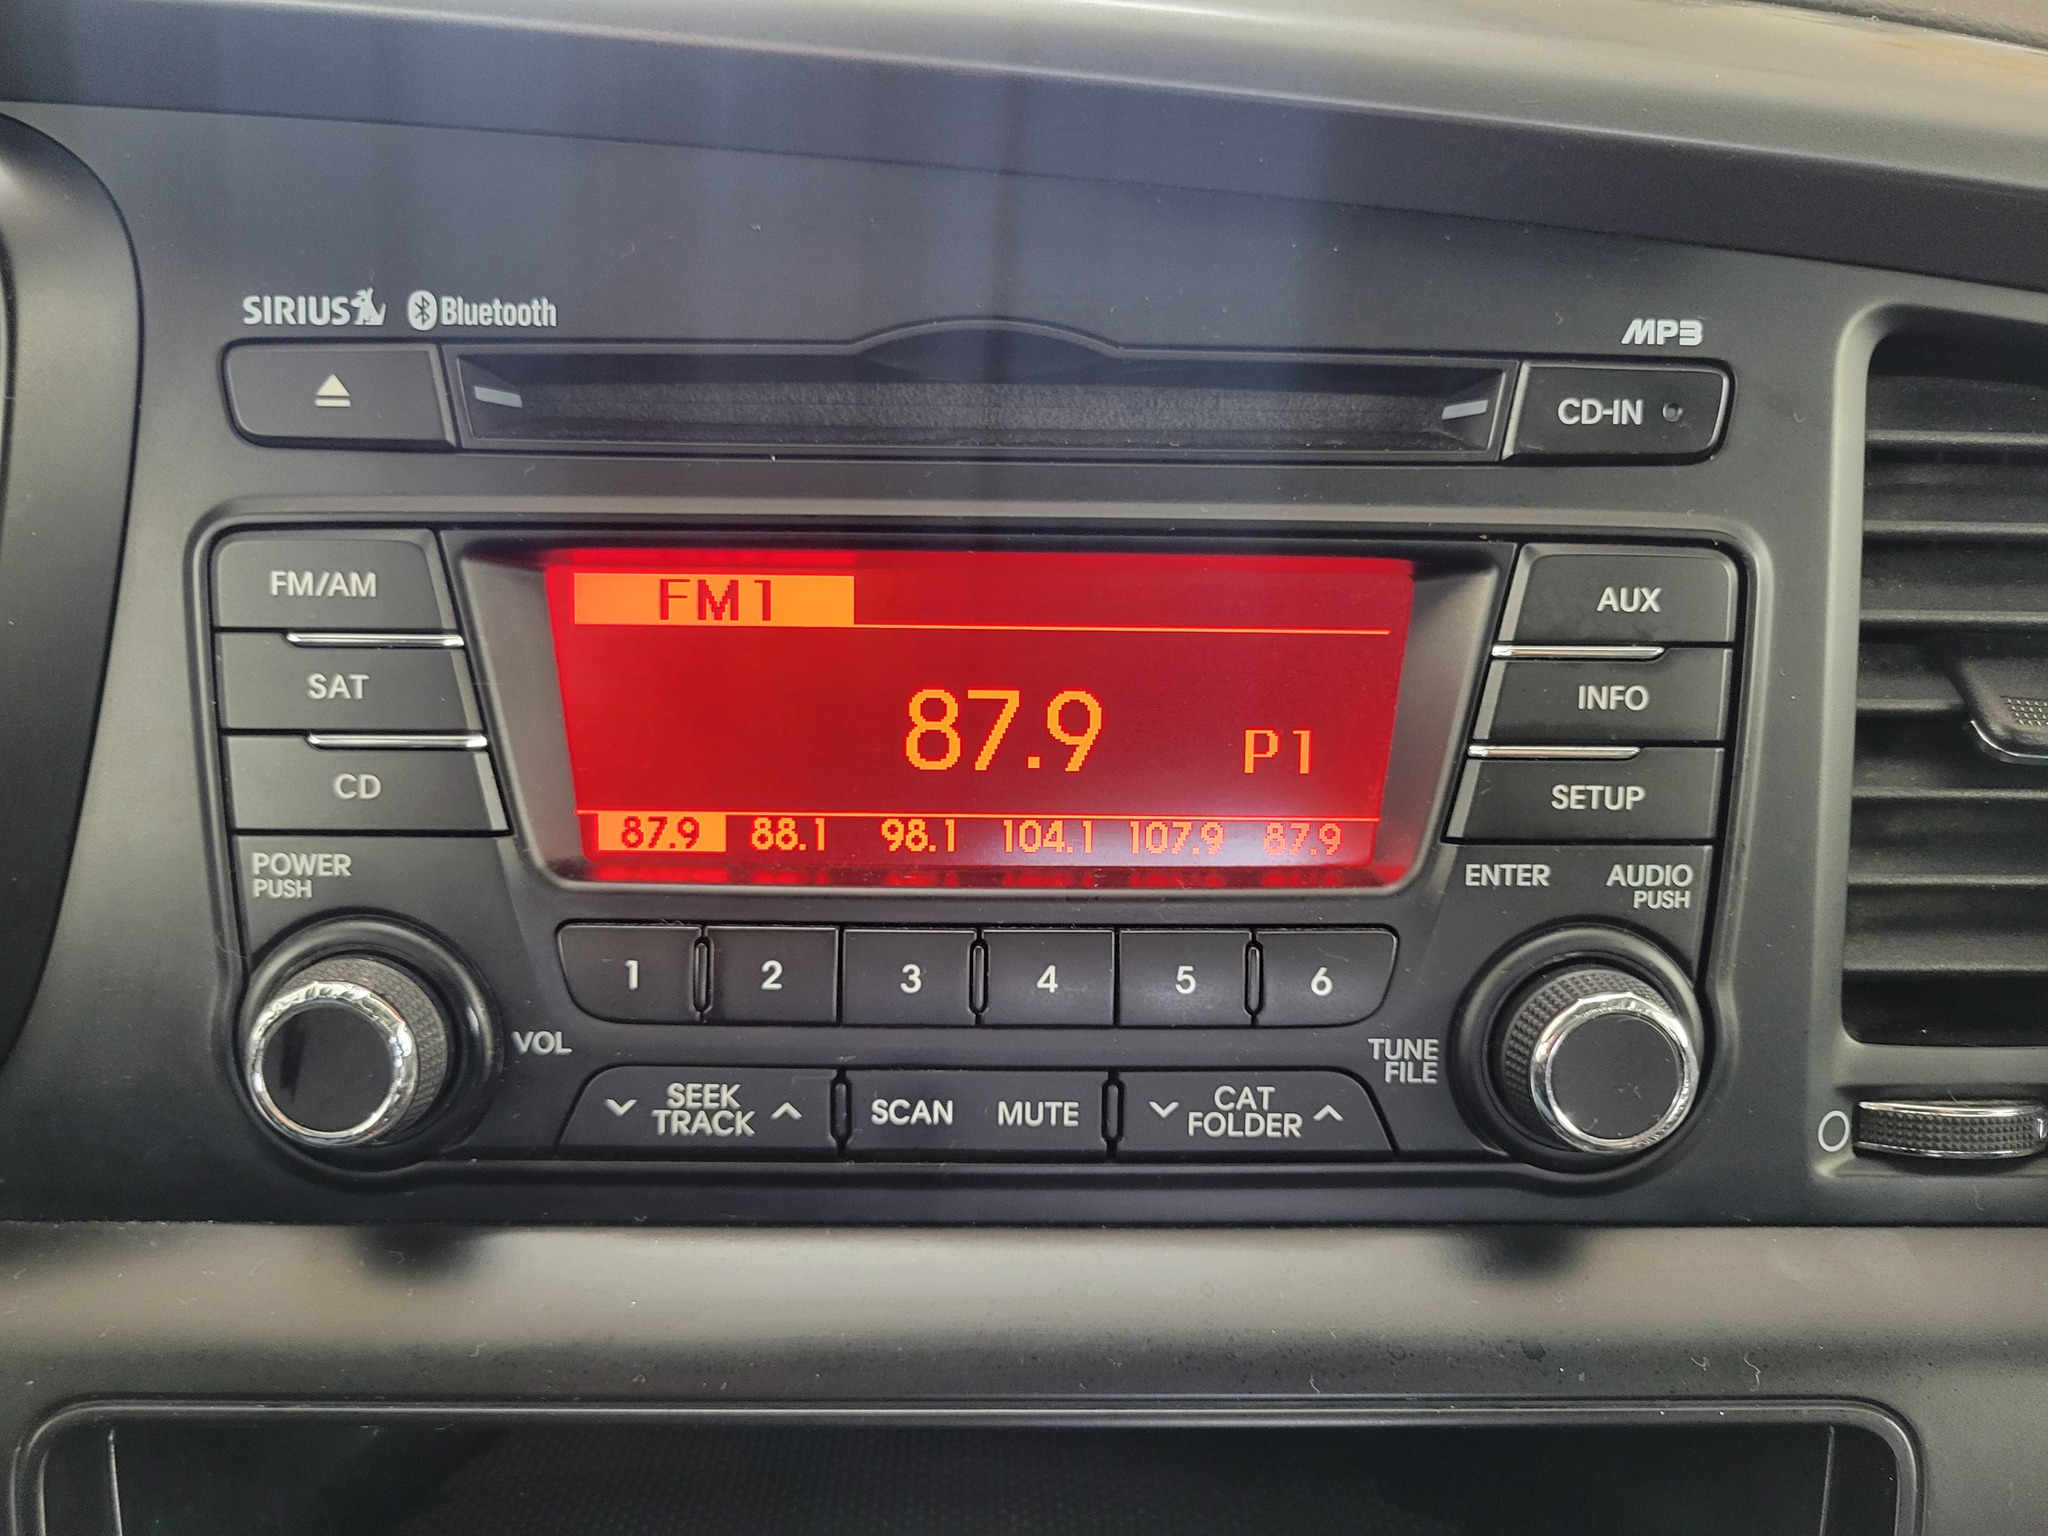 SIRIUS Bluetooth
MP3
CD-IN
FM/AM
SAT
CD
FM1
87.9 P1
87.9 88.1 98.1 104.1 107.9 87.9
AUX
INFO
SETUP
POWER
PUSH
ENTER
AUDIO
PUSH
1 2 3 4 5 6
VOL
TUNE
FILE
SEEK
TRACK
SCAN MUTE
CAT
FOLDER